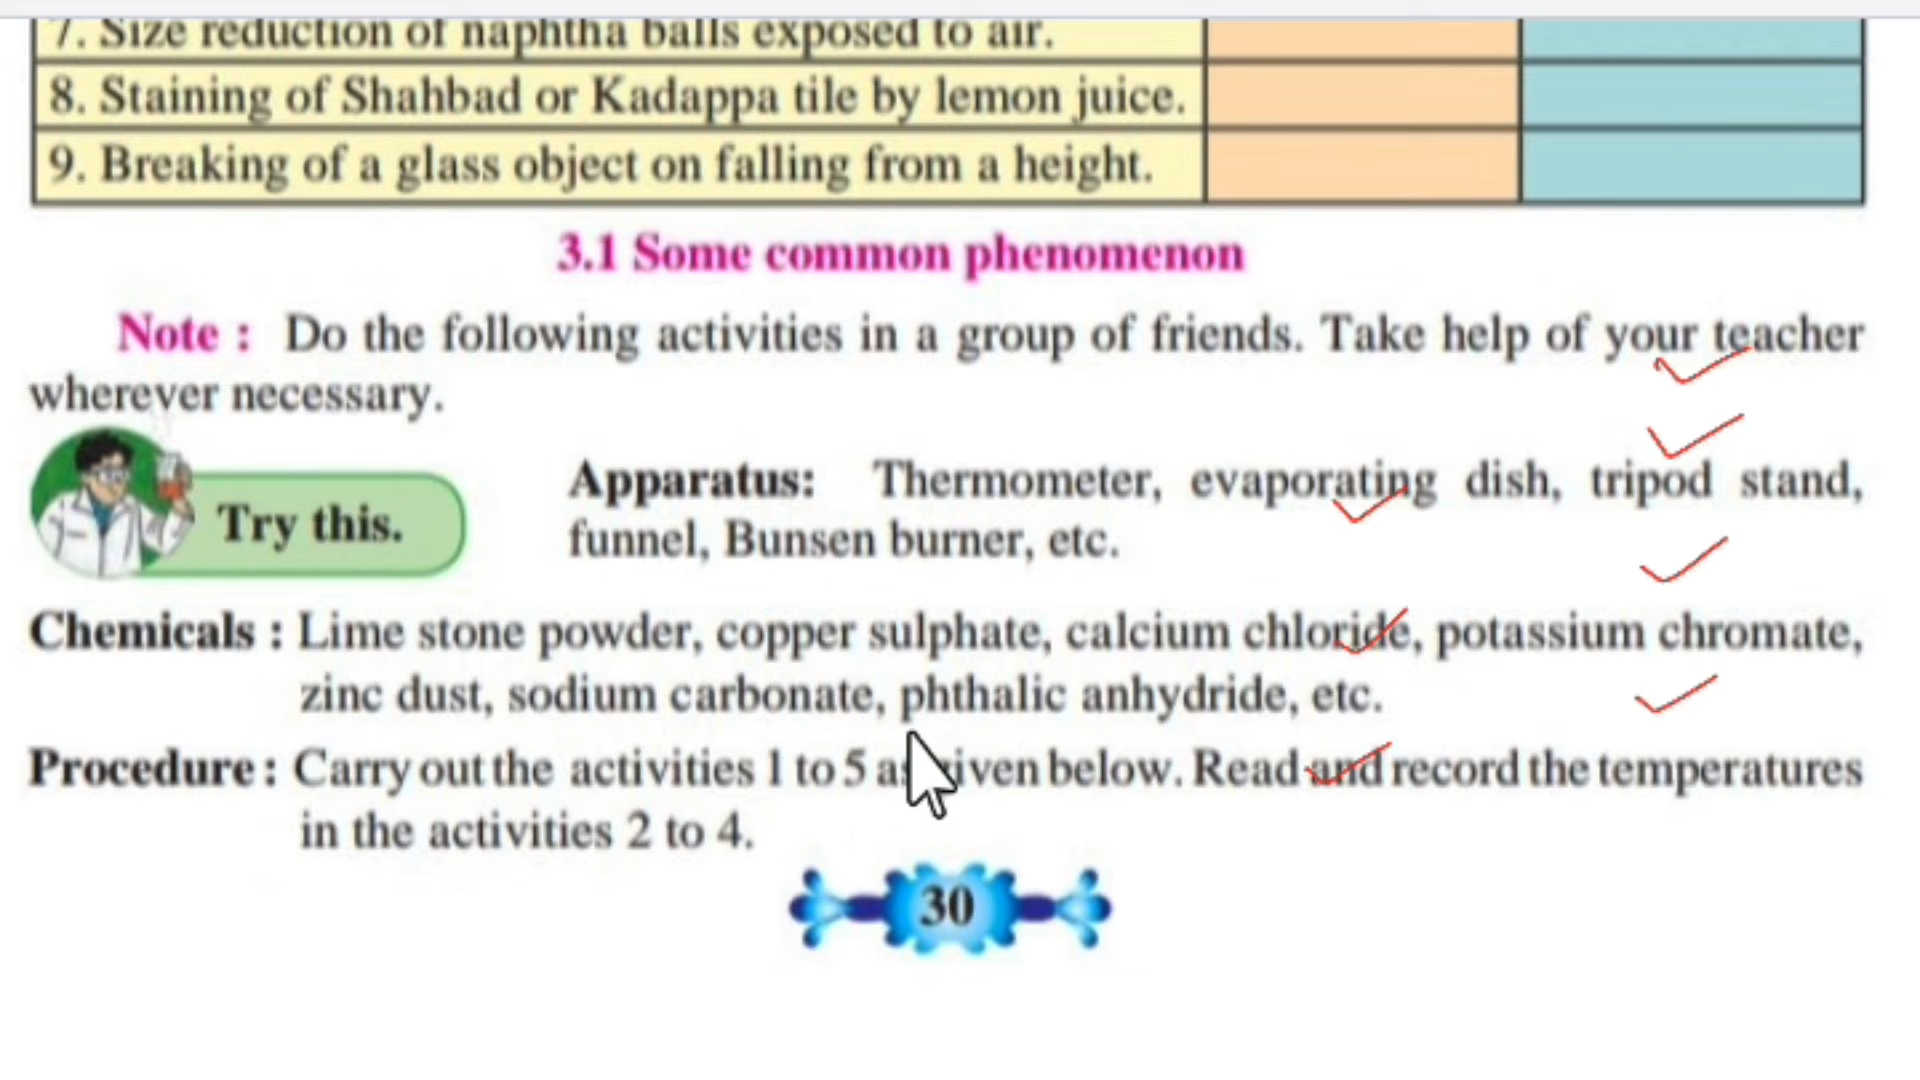 7. Size reduction of naphtha balls exposed to air.
8. Staining of Shahbad or Kadappa tile by lemon juice.
9. Breaking of a glass object on falling from a height.
3.1 Some common phenomenon
Note : Do the following activities in a group of friends. Take help of your teacher
wherever necessary.
Try this.
Apparatus: Thermometer, evaporating dish, tripod stand,
funnel, Bunsen burner, etc.
Chemicals : Lime stone powder, copper sulphate, calcium chloride, potassium chromate,
zinc dust, sodium carbonate, phthalic anhydride, etc.
Procedure : Carry out the activities 1 to 5 as given below. Read and record the temperatures
in the activities 2 to 4.
30